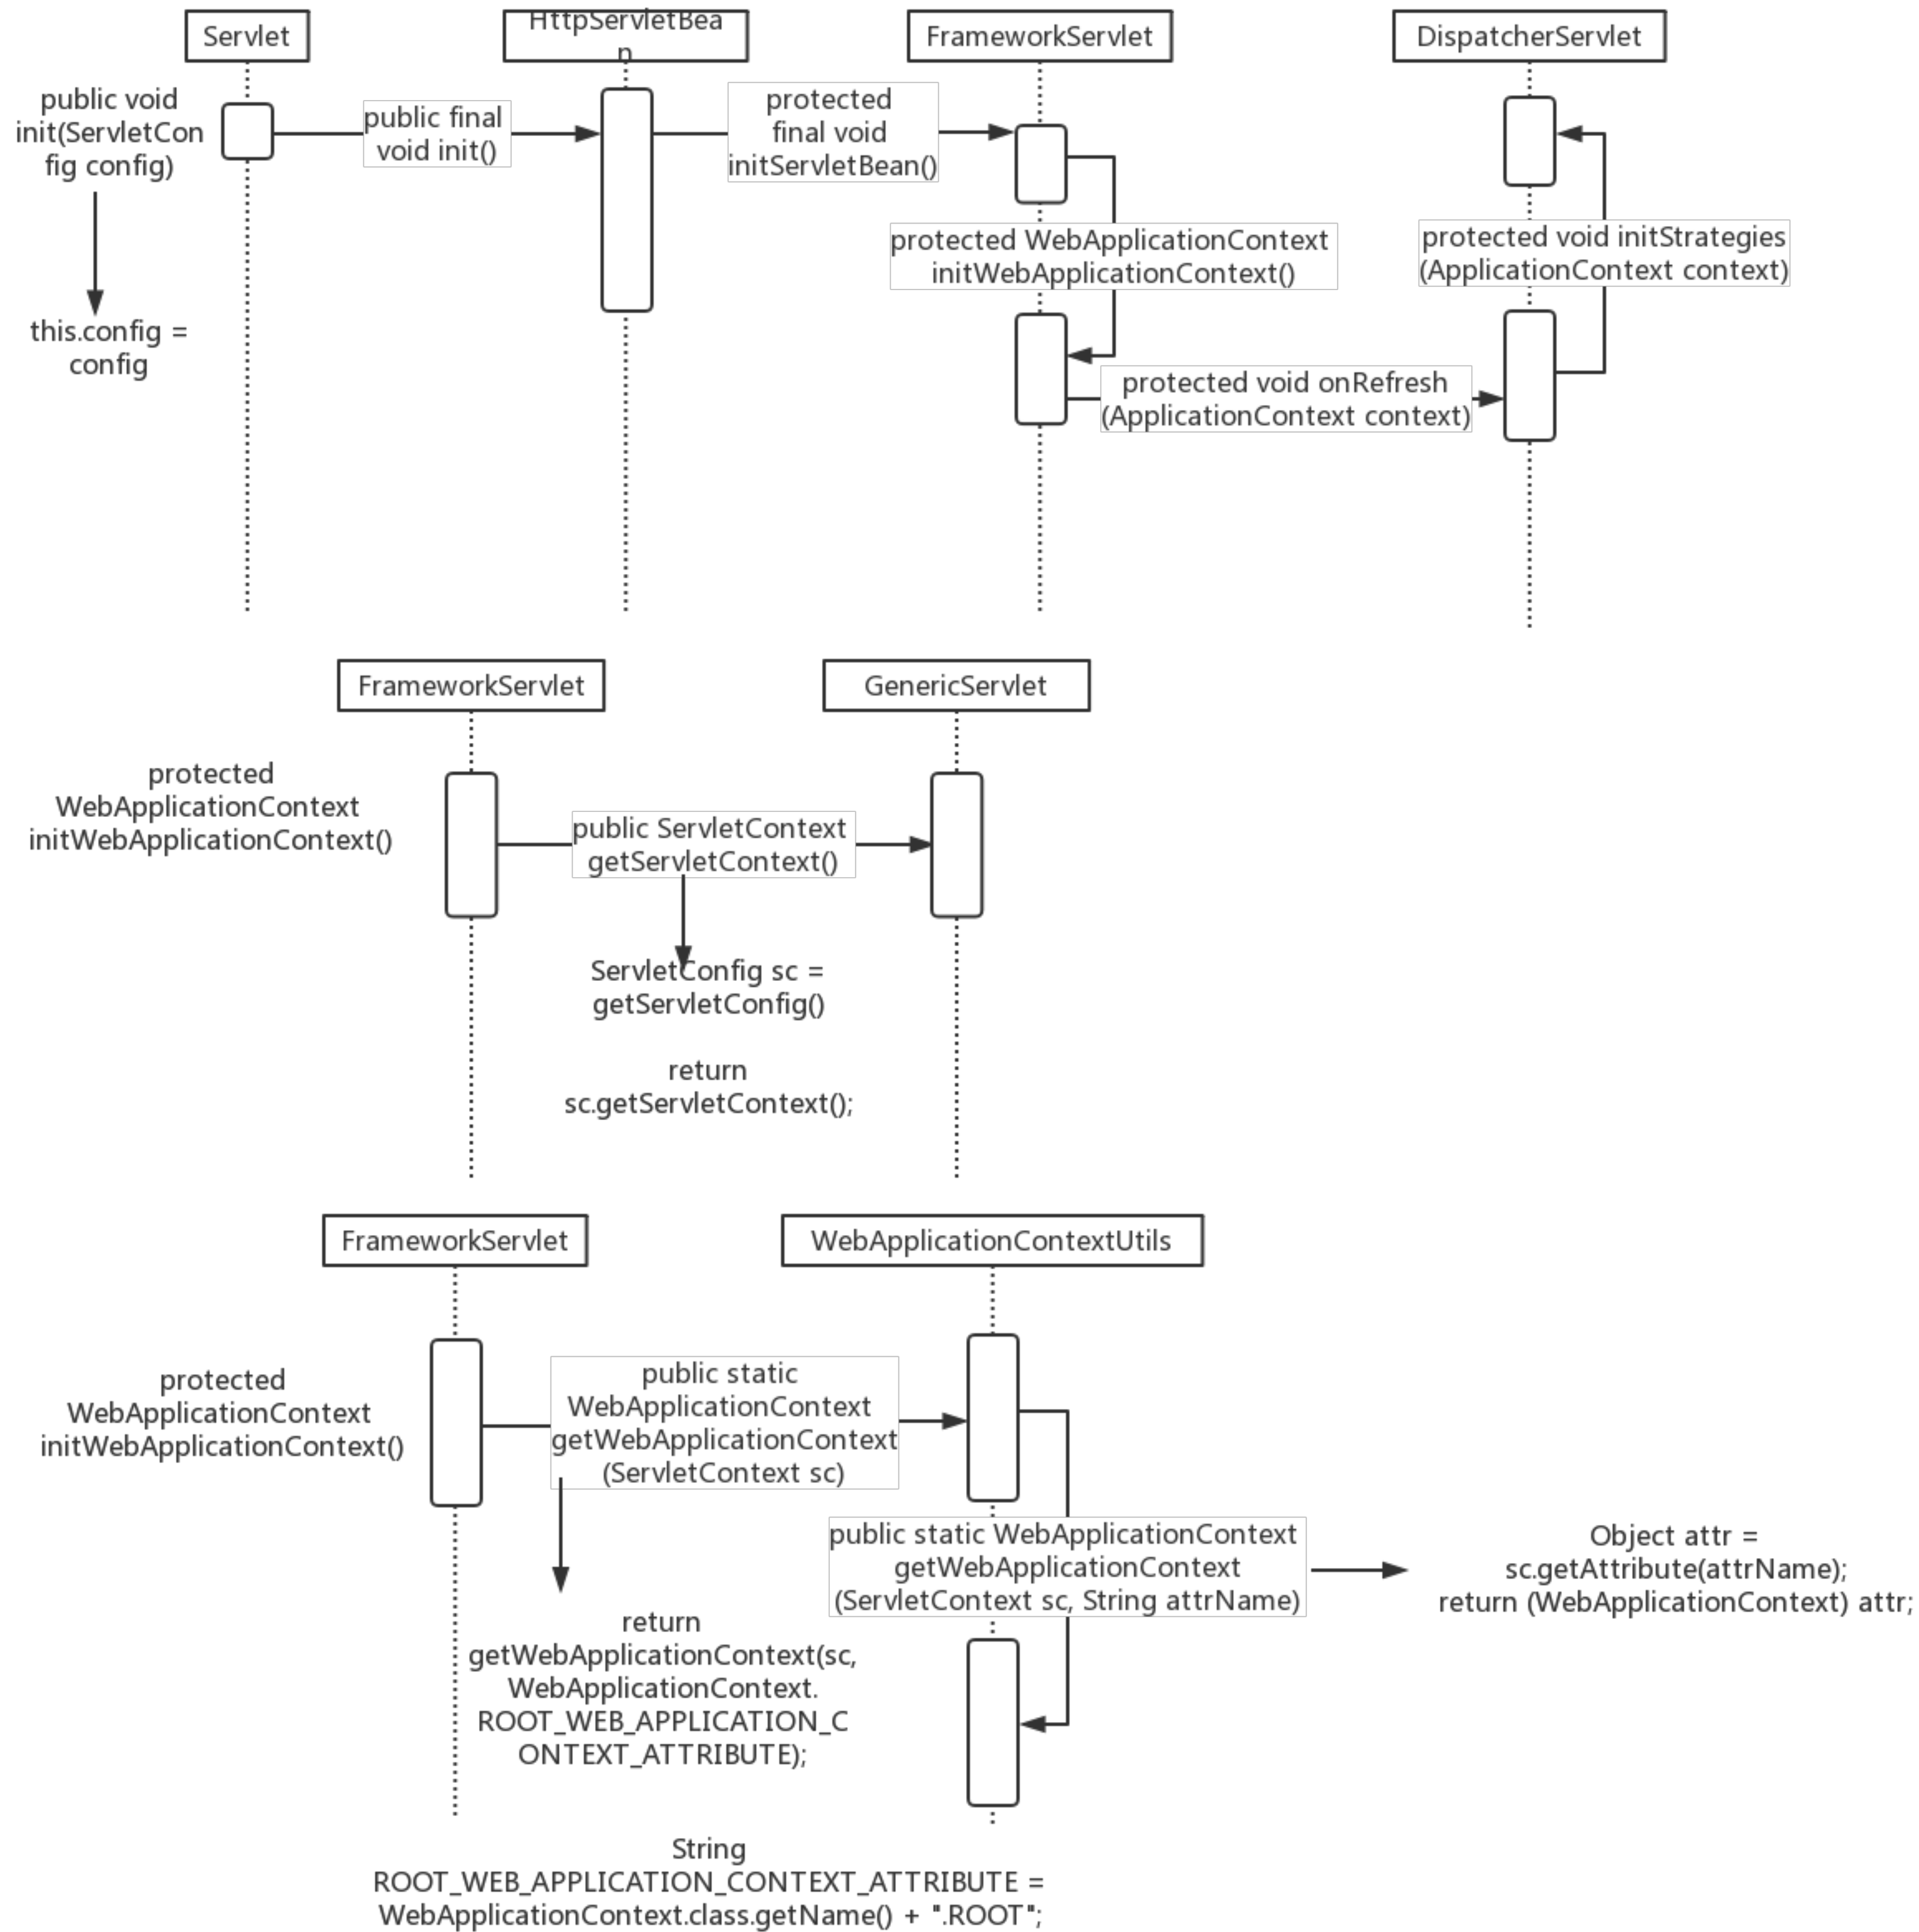 Servlet
HttpServletBea
n
FrameworkServlet
DispatcherServlet
public void
init(ServletCon
fig config)
public final
void init()
protected
final void
initServletBean()
protected WebApplicationContext
initWebApplicationContext()
protected void initStrategies
(ApplicationContext context)
this.config =
config
protected void onRefresh
(ApplicationContext context)
FrameworkServlet
GenericServlet
protected
WebApplicationContext
initWebApplicationContext()
public ServletContext
getServletContext()
ServletConfig sc =
getServletConfig()
return
sc.getServletContext();
FrameworkServlet
WebApplicationContextUtils
protected
WebApplicationContext
initWebApplicationContext()
public static
WebApplicationContext
getWebApplicationContext
(ServletContext sc)
public static WebApplicationContext
getWebApplicationContext
(ServletContext sc, String attrName)
Object attr =
sc.getAttribute(attrName);
return (WebApplicationContext) attr;
return
getWebApplicationContext(sc,
WebApplicationContext.
ROOT_WEB_APPLICATION_C
ONTEXT_ATTRIBUTE);
String
ROOT_WEB_APPLICATION_CONTEXT_ATTRIBUTE =
WebApplicationContext.class.getName() + ".ROOT";